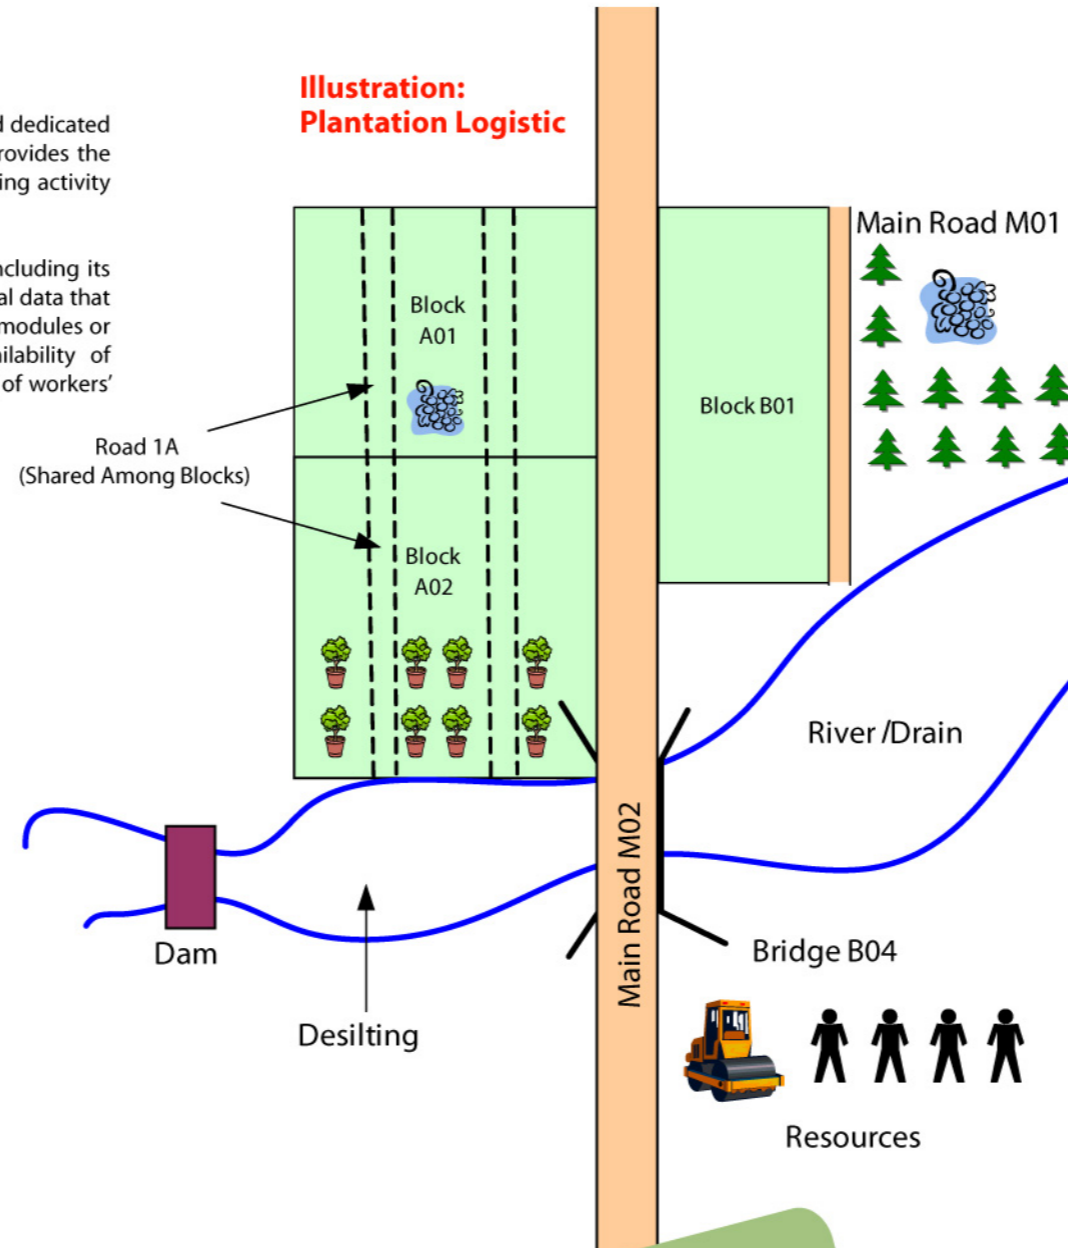 Illustration:
Plantation Logistic
d dedicated
rovides the
ing activity
ncluding its
al data that
modules or
ilability of
of workers'
Main Road M01
Block
A01
Block B01
Road 1A
(Shared Among Blocks)
Block
A02
River /Drain
Main Road M02
Dam
Bridge B04
Desilting
Resources